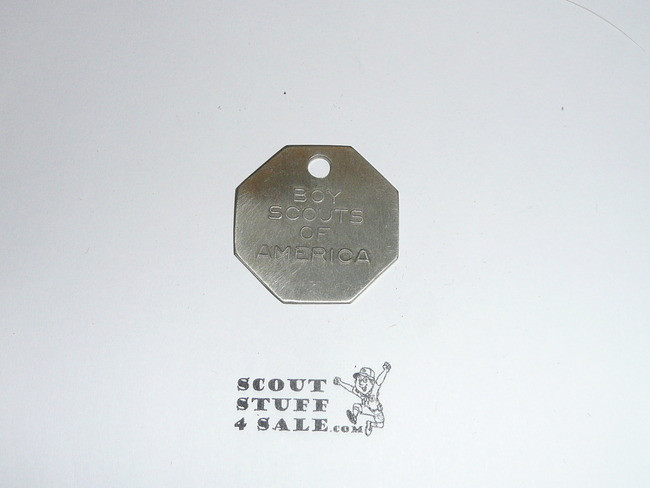 BOY
SCOUTS
OF
AMERICA
SCOUT
STUFF
4 SALE.COM